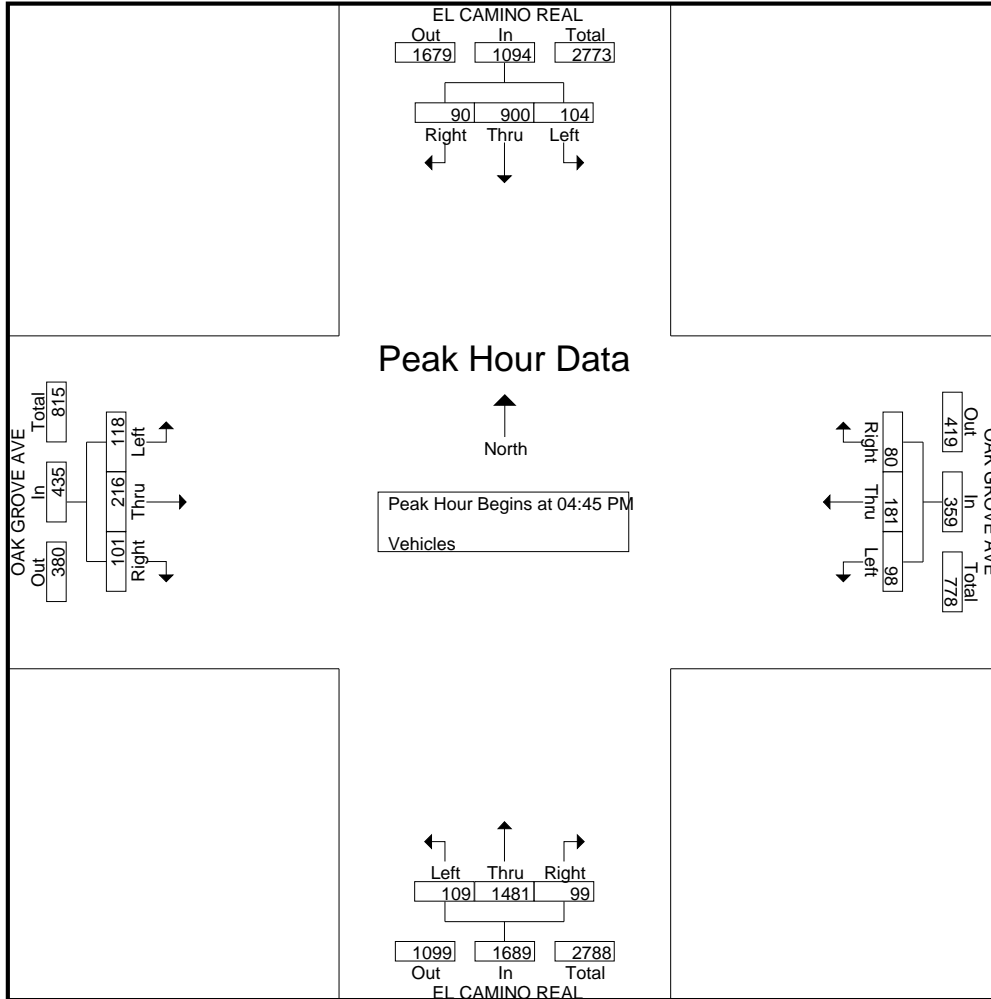 EL CAMINO REAL
Out In Total
1679 1094 2773
90 900 104
Right Thru Left
Peak Hour Data
North
Peak Hour Begins at 04:45 PM
Vehicles
OAK GROVE AVE
Out In Total
380 435 815
Left Thru Right
118 216 101
OAK GROVE AVE
Out In Total
419 359 778
80 181 98
Right Thru Left
Left Thru Right
109 1481 99
1099 1689 2788
Out In Total
EL CAMINO REAL